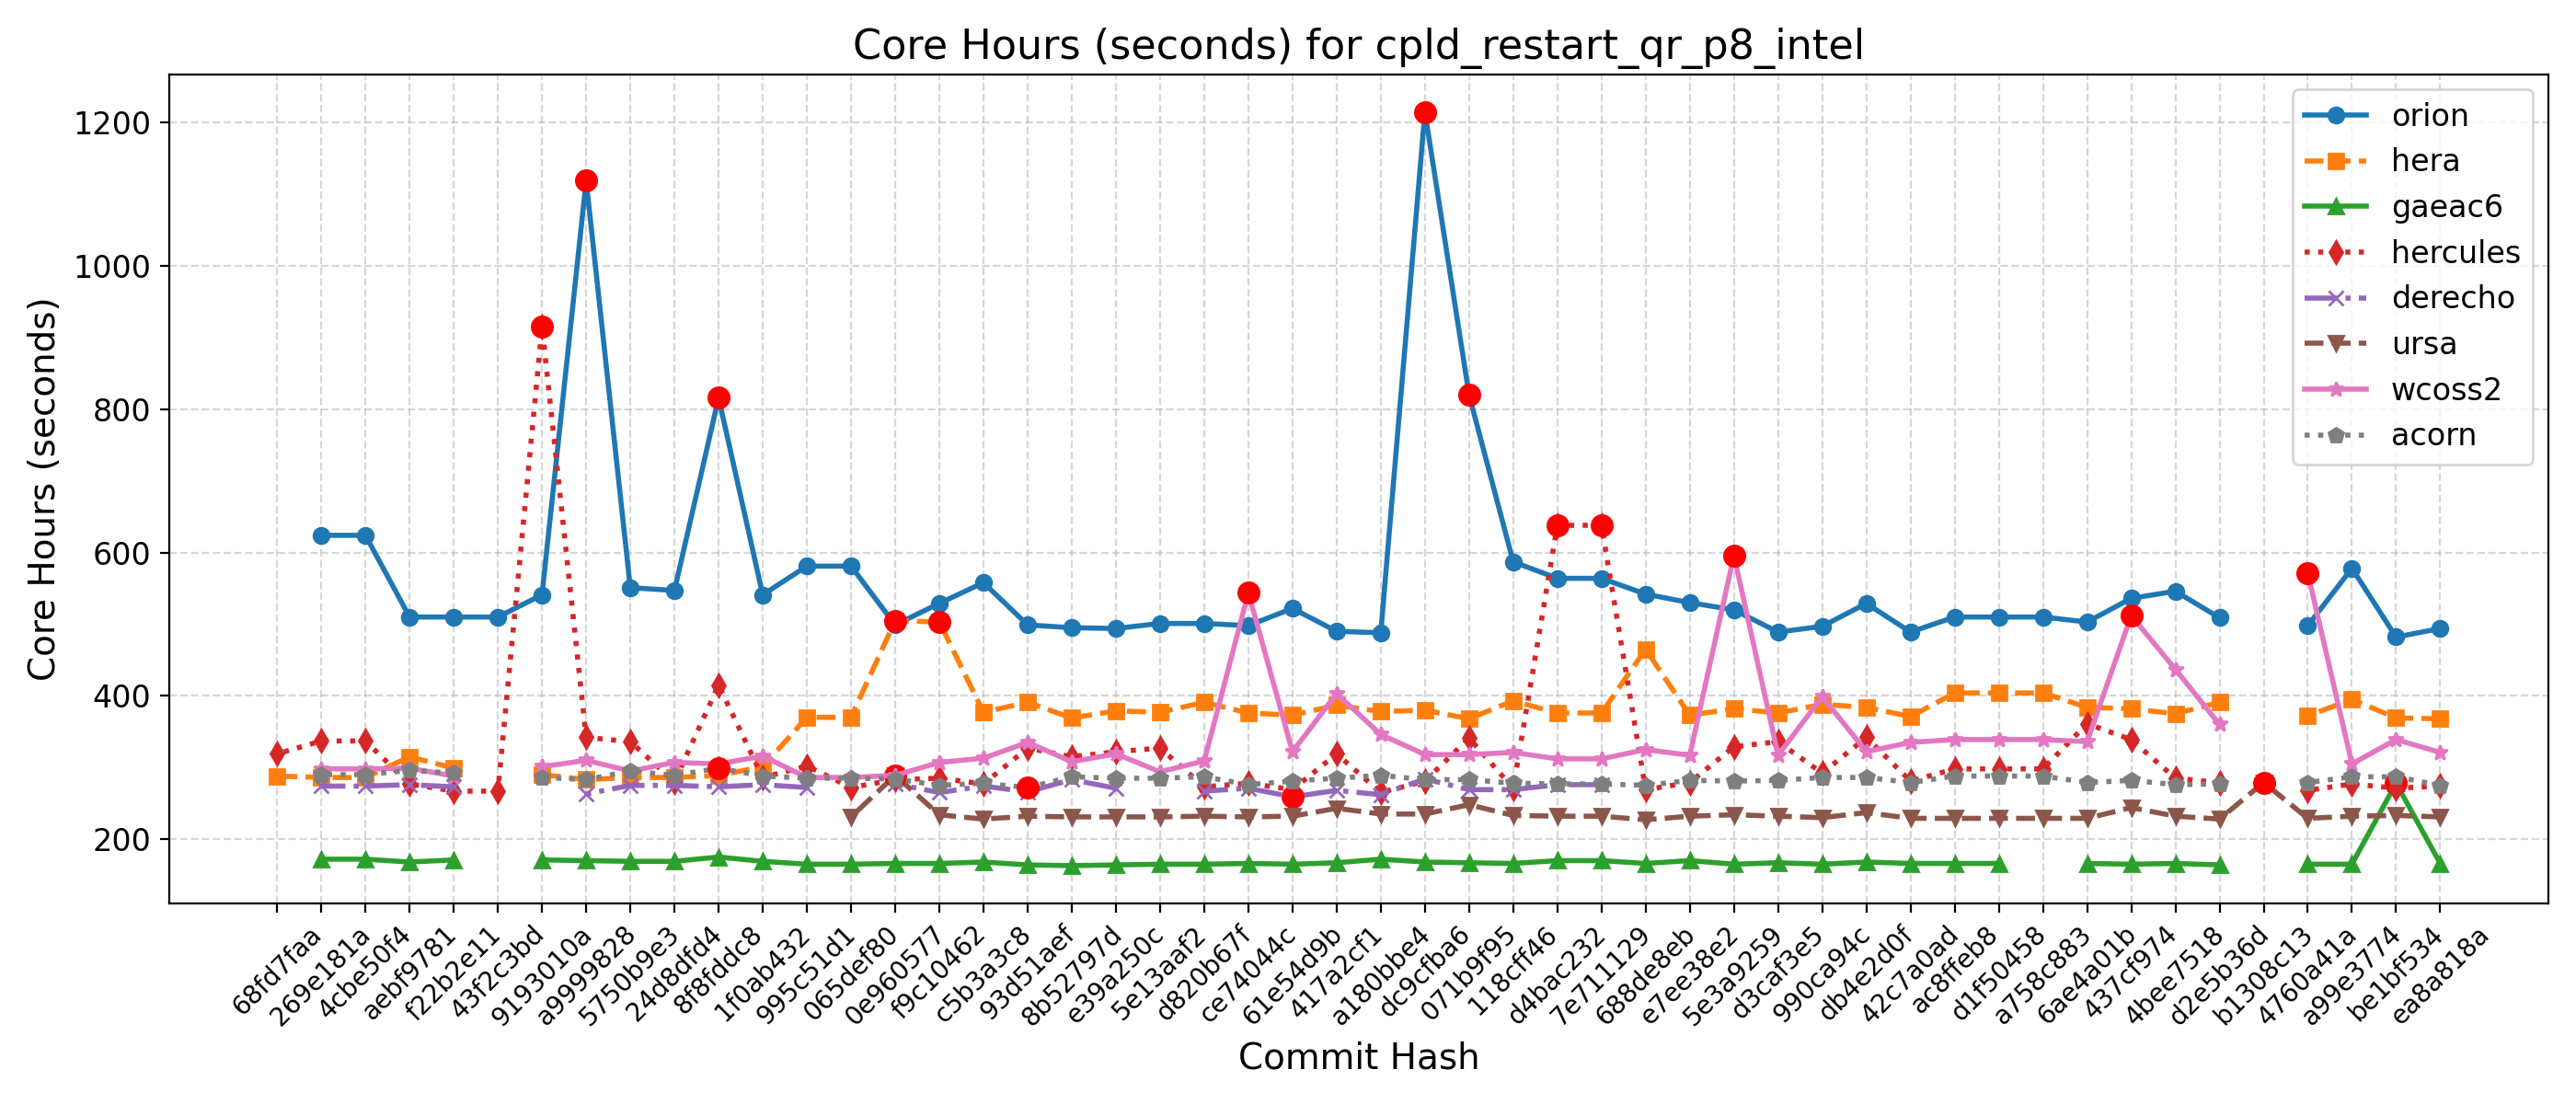 Core Hours (seconds) for cpld_restart_qr_p8_intel
Core Hours (seconds)
1200
1000
800
600
400
200
orion
hera
gaeac6
hercules
derecho
ursa
wcoss2
acorn
68fd7faa
269e181a
4cbe50f4
aebf9781
f22b2e11
43f2c3bd
9193010a
a9999828
5750b9e3
24d8dfd4
8f8fddc8
1f0ab432
995c51d1
065def80
0e960577
f9c10462
c5b3a3c8
93d51aef
8b52797d
e39a250c
5e13aaf2
d820b67f
ce74044c
61e54d9b
417a2cf1
a180bbe4
dc9cfba6
071b9f95
118cff46
d4bac232
7e711129
688de8eb
e7ee38e2
5e3a9259
d3caf3e5
990ca94c
db4e2d0f
42c7a0ad
ac8ffeb8
d1f50458
a758c883
6ae4a01b
437cf974
4bee7518
d2e5b36d
b1308c13
4760a41a
a99e3774
be1bf534
ea8a818a
Commit Hash